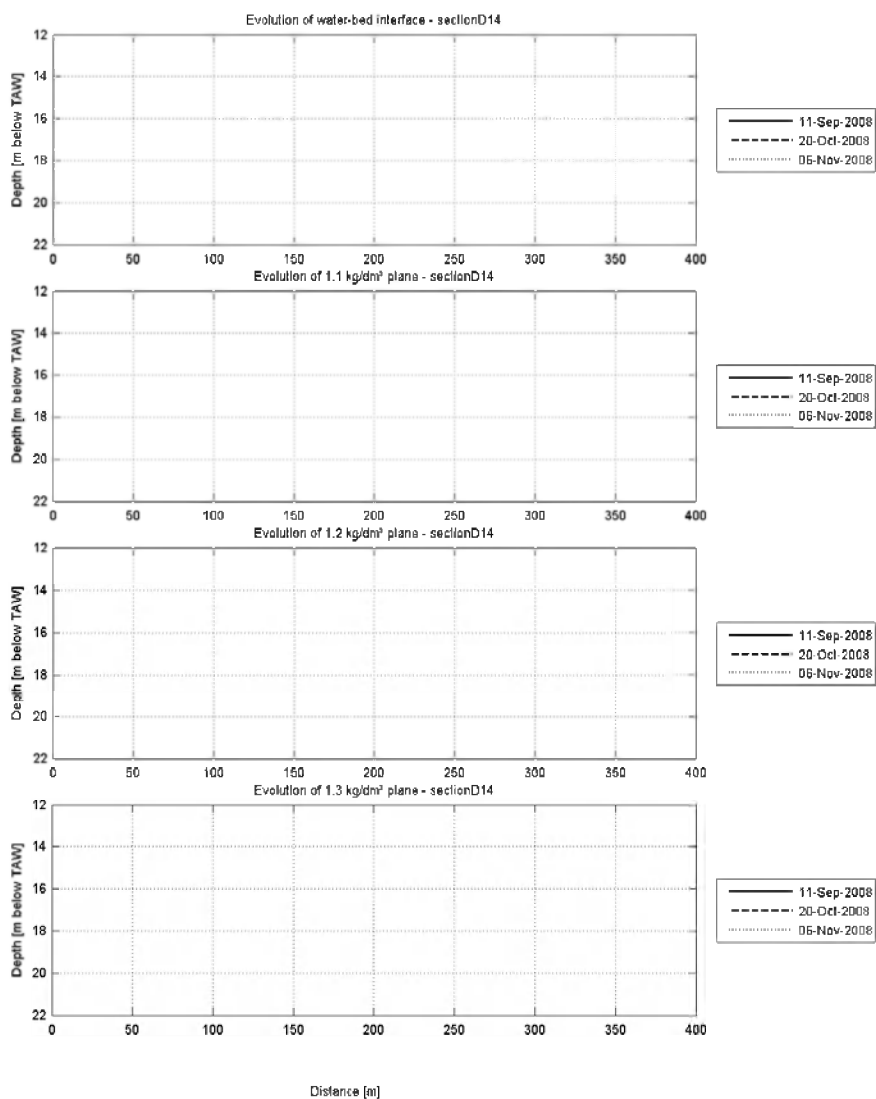 Evolution of water-bed interface - sectionD14
12
14
16
18
20
22
Depth [m below TAW]
0 50 100 150 200 250 300 350 400
11-Sep-2008
20-Oct-2008
06-Nov-2008
Evolution of 1.1 kg/dm³ plane - sectionD14
12
14
16
18
20
22
Depth [m below TAW]
0 50 100 150 200 250 300 350 400
11-Sep-2008
20-Oct-2008
06-Nov-2008
Evolution of 1.2 kg/dm³ plane - sectionD14
12
14
16
18
20
22
Depth [m below TAW]
0 50 100 150 200 250 300 350 400
11-Sep-2008
20-Oct-2008
06-Nov-2008
Evolution of 1.3 kg/dm³ plane - sectionD14
12
14
16
18
20
22
Depth [m below TAW]
0 50 100 150 200 250 300 350 400
11-Sep-2008
20-Oct-2008
06-Nov-2008
Distance [m]